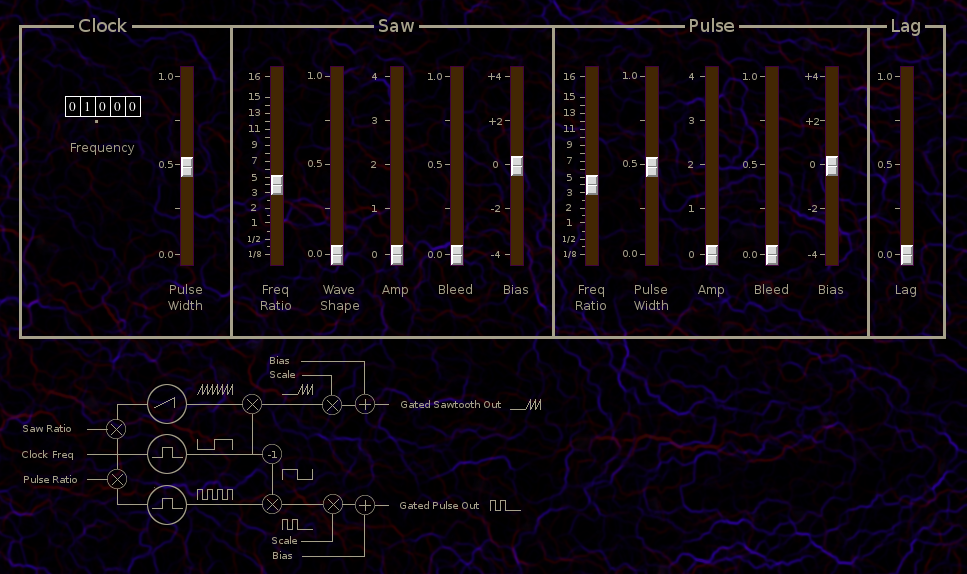 Clock Saw Pulse Lag
1.0 16 1.0 4 1.0 +4 16 1.0 4 1.0 +4 1.0
15 15
01000 13 3 +2 13 3 +2
11 11
Frequency 9 9
0.5 7 0.5 2 0.5 0 7 0.5 2 0.5 0 0.5
5 5
3 3
2 1 -2 2 1 -2
1 1
1/2 1/2
0.0 1/8 0.0 0 0.0 -4 1/8 0.0 0 0.0 -4 0.0
Pulse Freq Wave Amp Bleed Bias Freq Pulse Amp Bleed Bias Lag
Width Ratio Shape Ratio Width
Bias
Scale
Gated Sawtooth Out
Saw Ratio
Clock Freq -1
Pulse Ratio
Gated Pulse Out
Scale
Bias